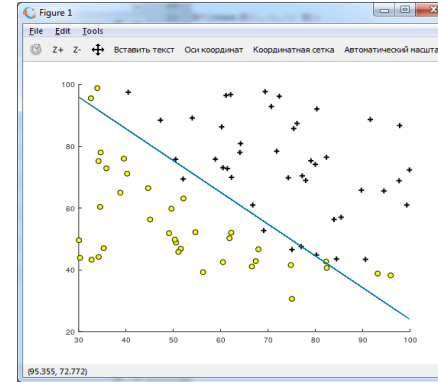 Figure 1
File Edit Tools
Z+ Z- Вставить текст Оси координат Координатная сетка Автоматический масшта
100
80
60
40
20
30 40 50 60 70 80 90 100
(95.355, 72.772)